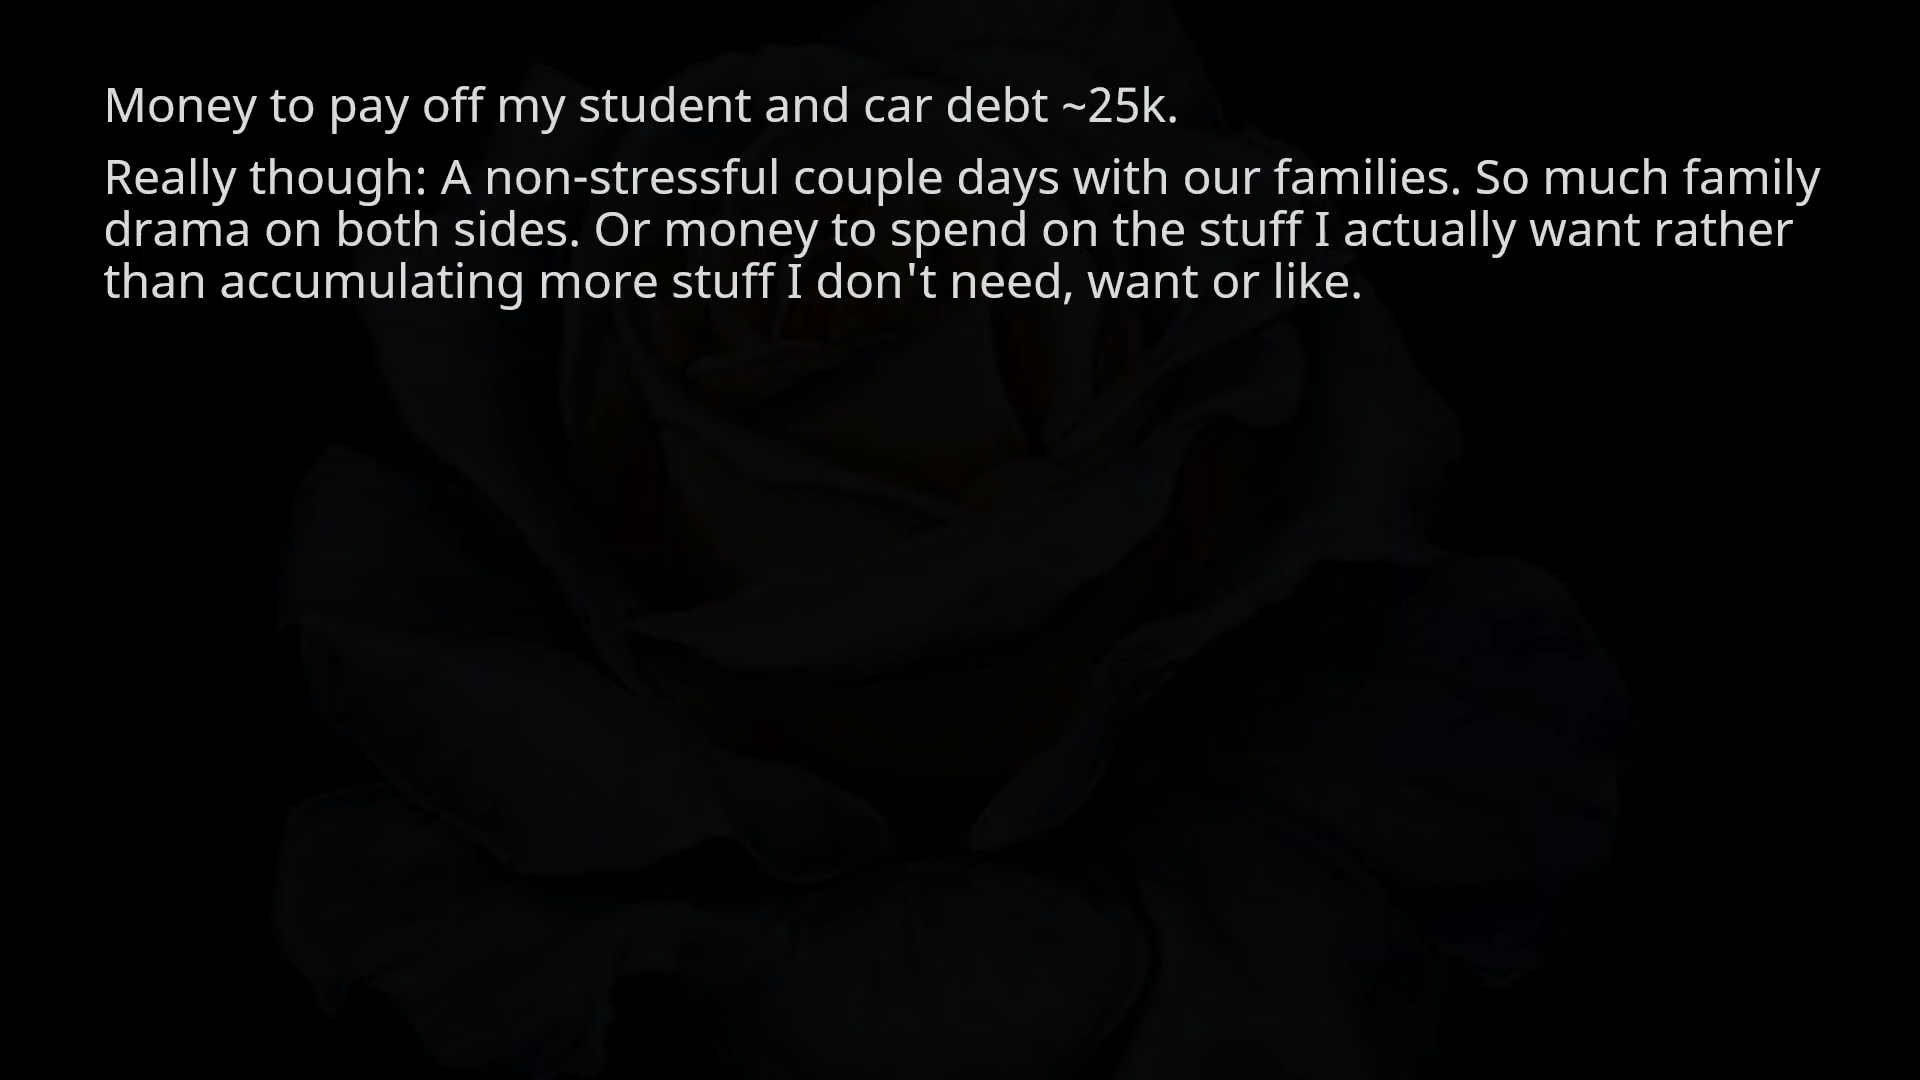 Money to pay off my student and car debt ~25k.
Really though: A non-stressful couple days with our families. So much family
drama on both sides. Or money to spend on the stuff I actually want rather
than accumulating more stuff I don't need, want or like.